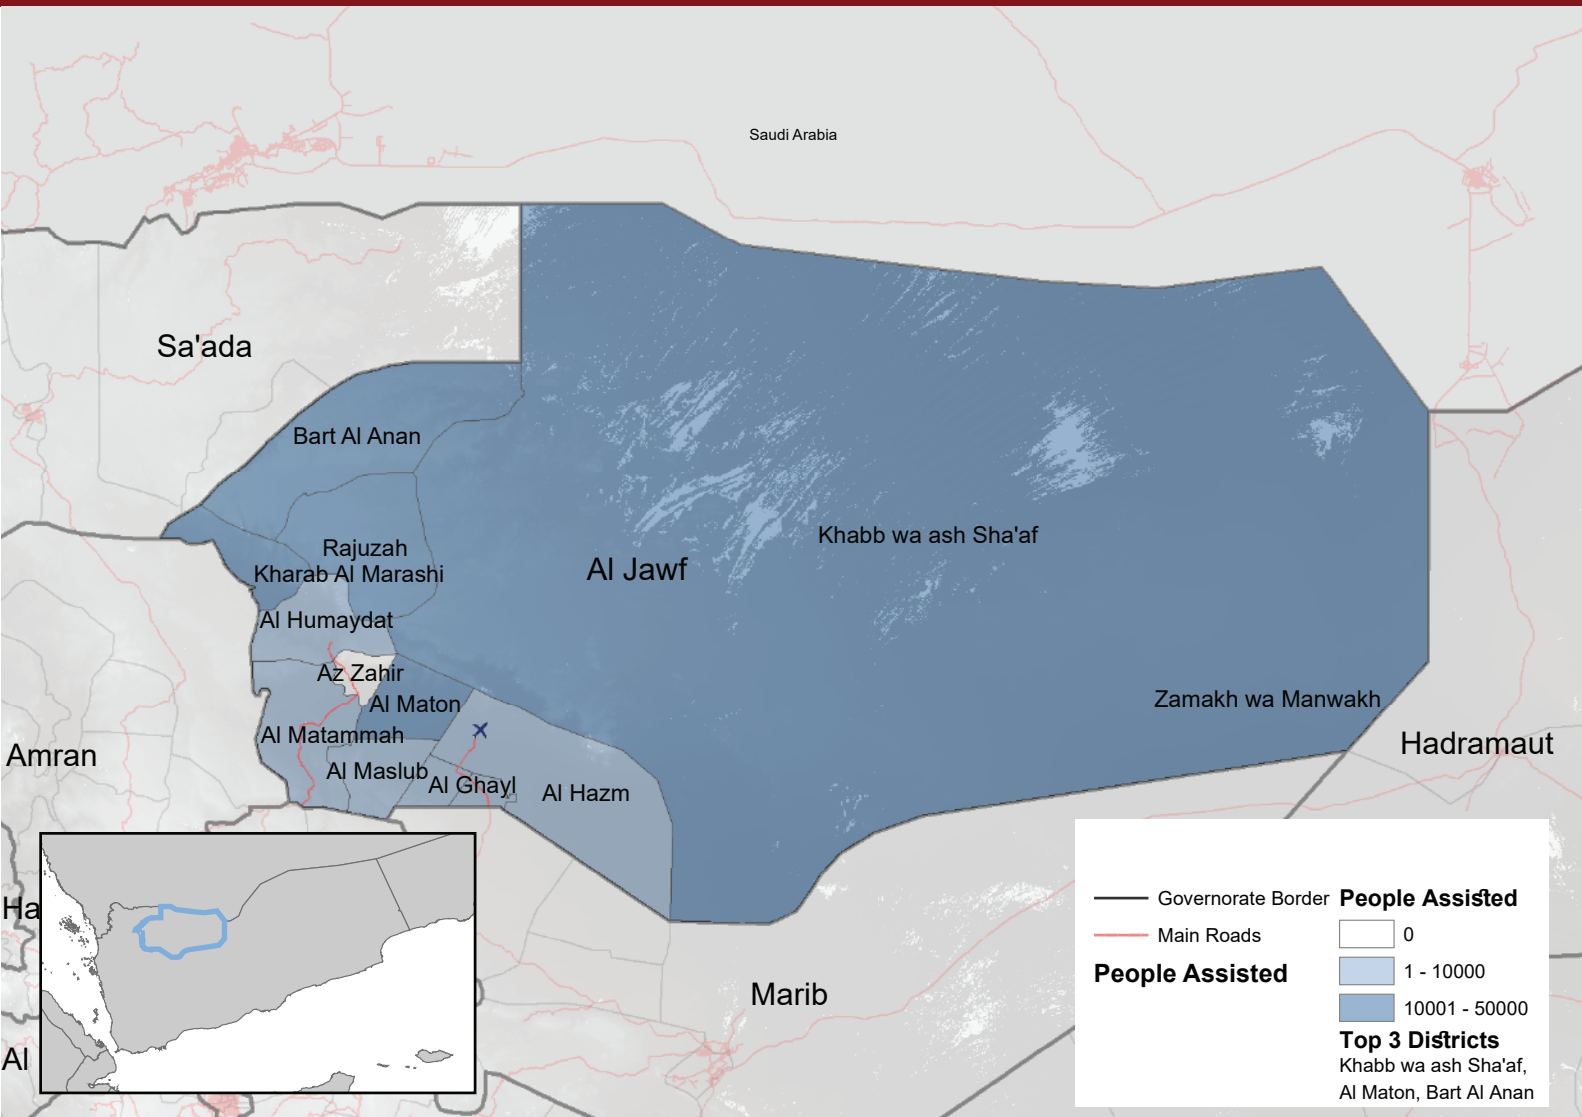 Saudi Arabia
Sa'ada
Bart Al Anan
Khabb wa ash Sha'af
Rajuzah
Al Jawf
Kharab Al Marashi
Al Humaydat
Az Zahir
Zamakh wa Manwakh
Al Maton
Al Matammah
Hadramaut
Amran
Al Maslub
Al Ghayl
Al Hazm
Ha
Marib
Al
Governorate Border
Main Roads
People Assisted
People Assisted
0
1 - 10000
10001 - 50000
Top 3 Districts
Khabb wa ash Sha'af,
Al Maton, Bart Al Anan